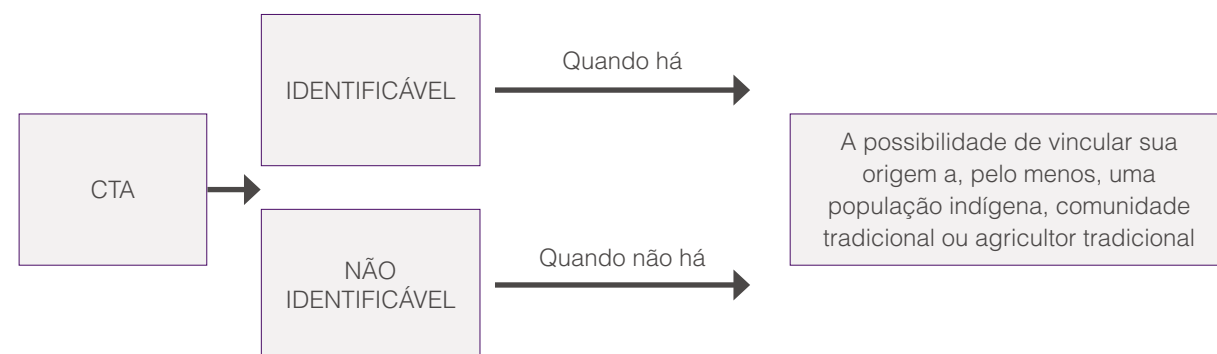 CTA
IDENTIFICÁVEL
Quando há
NÃO
IDENTIFICÁVEL
Quando não há
A possibilidade de vincular sua
origem a, pelo menos, uma
população indígena, comunidade
tradicional ou agricultor tradicional